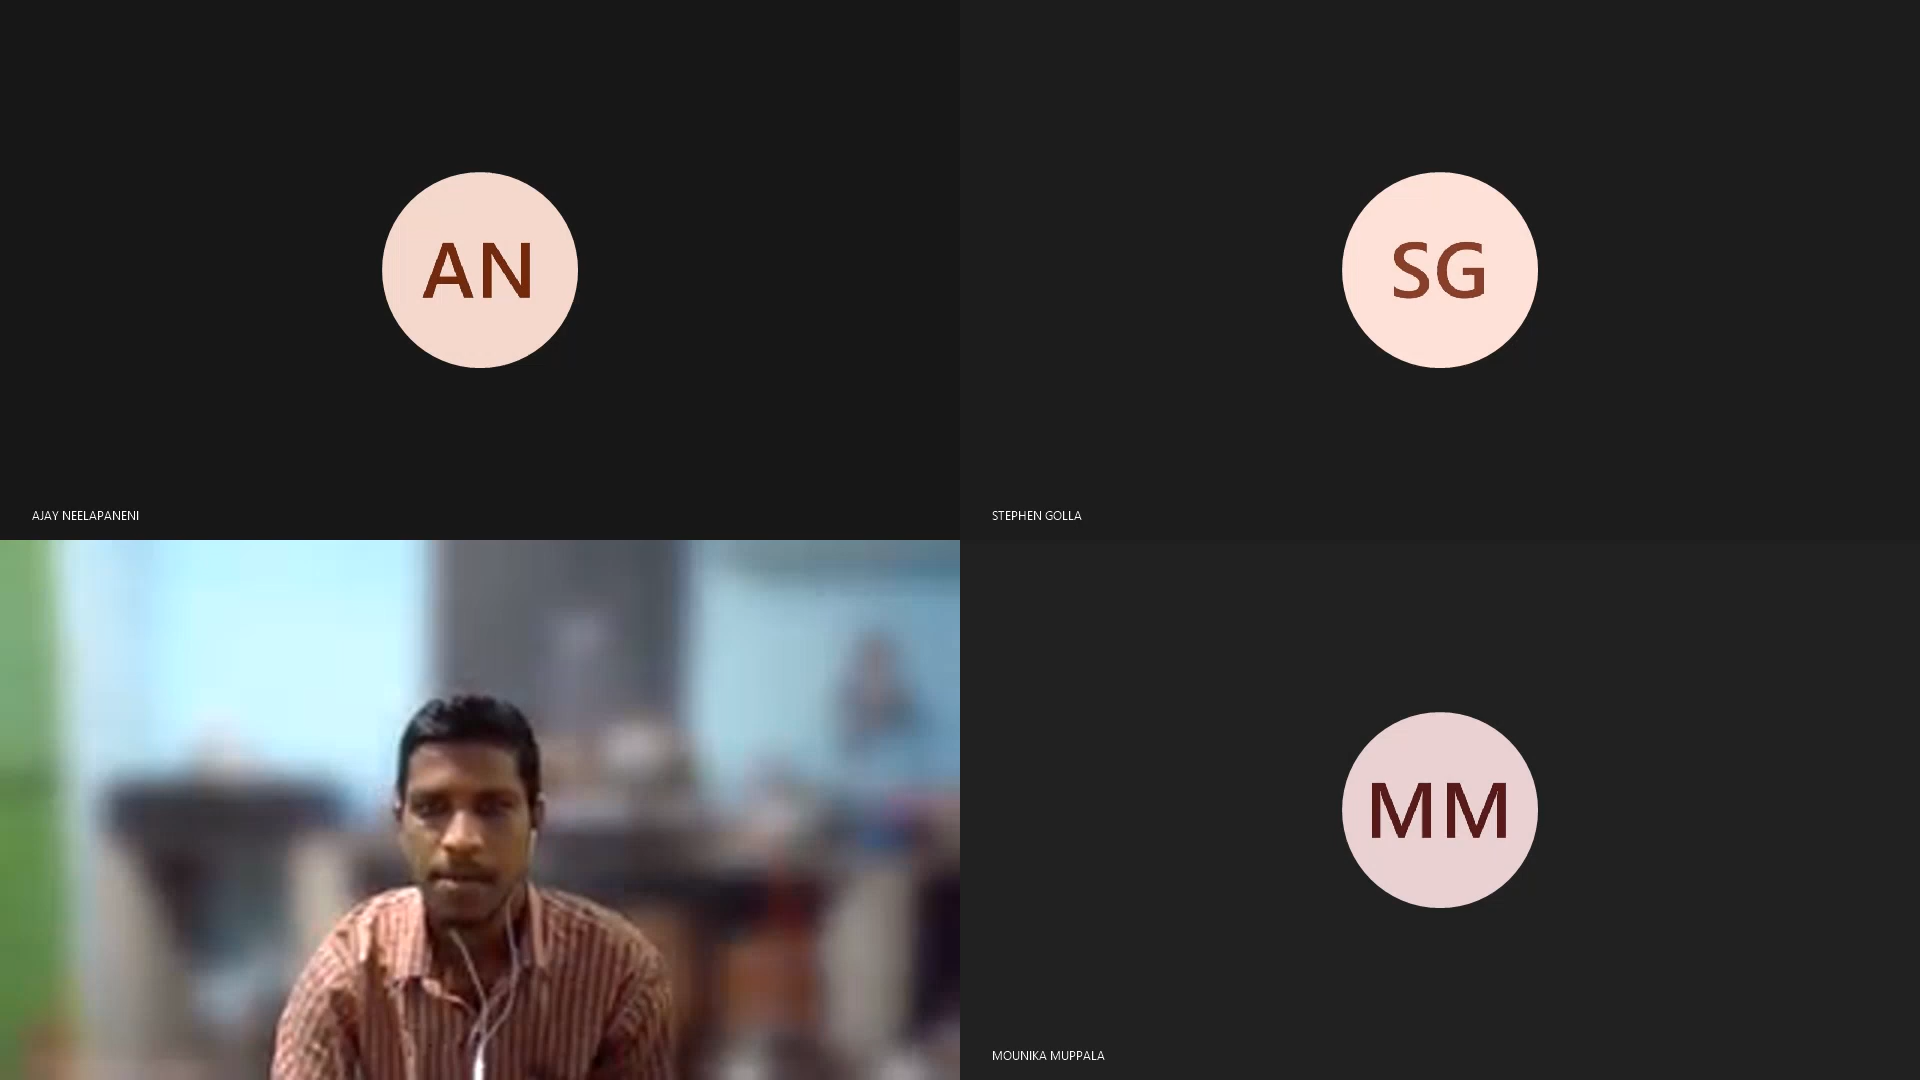 AN
AJAY NEELAPANENI
SG
STEPHEN GOLLA
MM
MOUNIKA MUPPALA